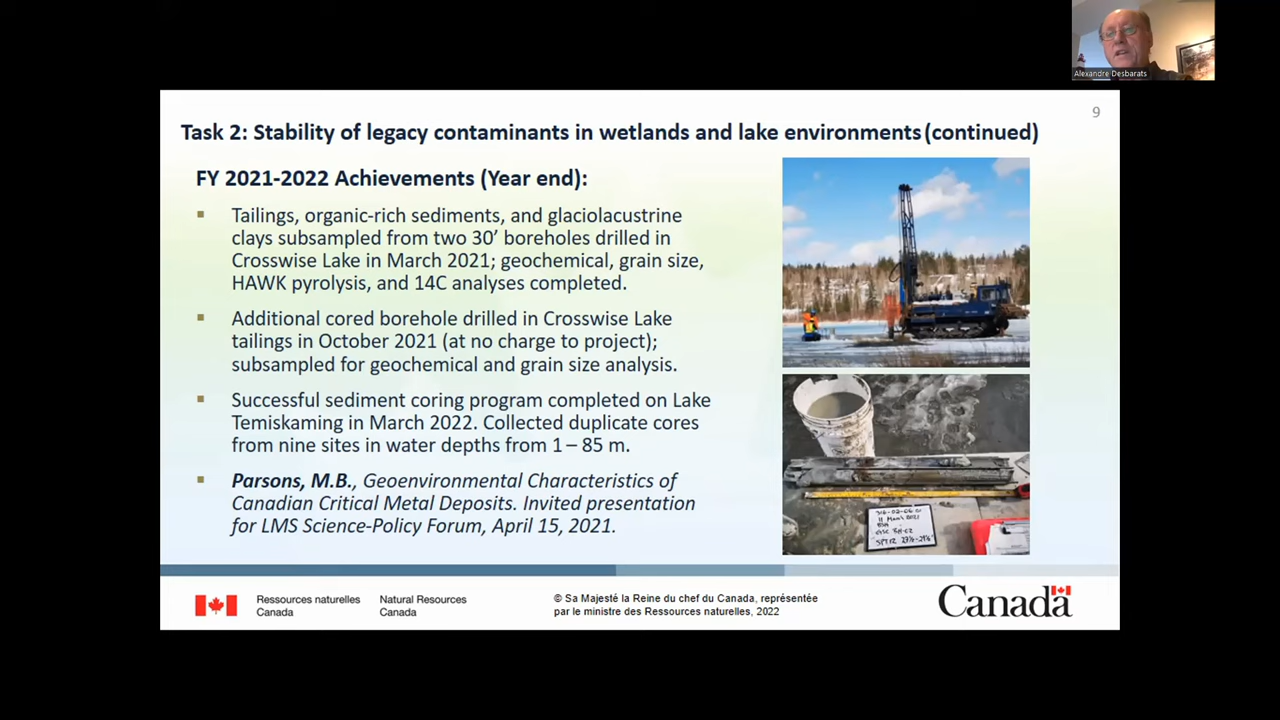 Alexandre Desbarats
9
Task 2: Stability of legacy contaminants in wetlands and lake environments (continued)
FY 2021-2022 Achievements (Year end):
▪ Tailings, organic-rich sediments, and glaciolacustrine
clays subsampled from two 30’ boreholes drilled in
Crosswise Lake in March 2021; geochemical, grain size,
HAWK pyrolysis, and 14C analyses completed.
▪ Additional cored borehole drilled in Crosswise Lake
tailings in October 2021 (at no charge to project);
subsampled for geochemical and grain size analysis.
▪ Successful sediment coring program completed on Lake
Temiskaming in March 2022. Collected duplicate cores
from nine sites in water depths from 1 – 85 m.
▪ Parsons, M.B., Geoenvironmental Characteristics of
Canadian Critical Metal Deposits. Invited presentation
for LMS Science-Policy Forum, April 15, 2021.
11 March 2021
Ressources naturelles
Canada
Natural Resources
Canada
© Sa Majesté la Reine du chef du Canada, représentée
par le ministre des Ressources naturelles, 2022
Canada